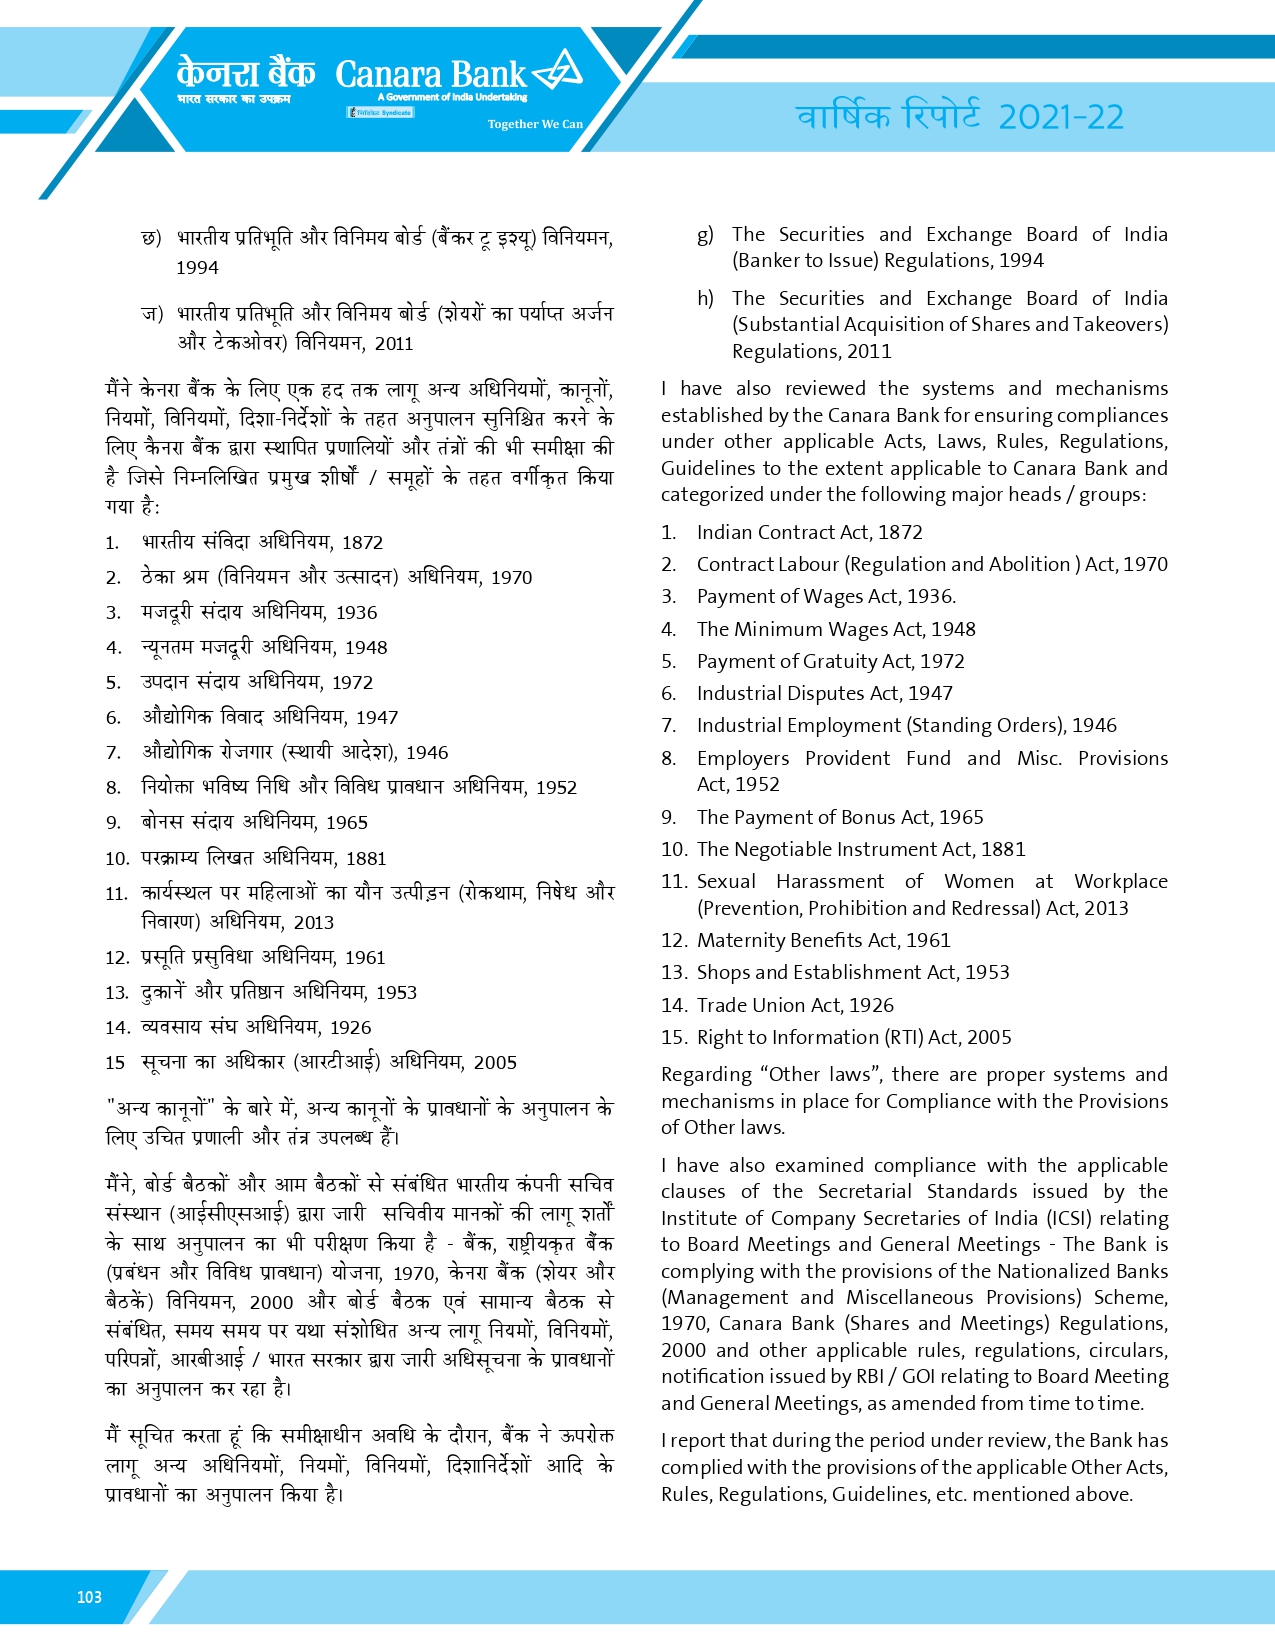 केनरा बैंक Canara Bank
भारत सरकार का उपक्रम A Government of India Undertaking
सिंडिकेट Syndicate
Together We Can
वार्षिक रिपोर्ट 2021-22
छ) भारतीय प्रतिभूति और विनिमय बोर्ड (बैंकर टू इश्यू) विनियमन,
1994
ज) भारतीय प्रतिभूति और विनिमय बोर्ड (शेयरों का पर्याप्त अर्जन
और टेकओवर) विनियमन, 2011
मैंने केनरा बैंक के लिए एक हद तक लागू अन्य अधिनियमों, कानूनों,
नियमों, विनियमों, दिशा-निर्देशों के तहत अनुपालन सुनिश्चित करने के
लिए कैनरा बैंक द्वारा स्थापित प्रणालियों और तंत्रों की भी समीक्षा की
है जिसे निम्नलिखित प्रमुख शीर्षों / समूहों के तहत वर्गीकृत किया
गया है:
1. भारतीय संविदा अधिनियम, 1872
2. ठेका श्रम (विनियमन और उत्सादन) अधिनियम, 1970
3. मजदूरी संदाय अधिनियम, 1936
4. न्यूनतम मजदूरी अधिनियम, 1948
5. उपदान संदाय अधिनियम, 1972
6. औद्योगिक विवाद अधिनियम, 1947
7. औद्योगिक रोजगार (स्थायी आदेश), 1946
8. नियोक्ता भविष्य निधि और विविध प्रावधान अधिनियम, 1952
9. बोनस संदाय अधिनियम, 1965
10. परक्राम्य लिखत अधिनियम, 1881
11. कार्यस्थल पर महिलाओं का यौन उत्पीड़न (रोकथाम, निषेध और
निवारण) अधिनियम, 2013
12. प्रसूति प्रसुविधा अधिनियम, 1961
13. दुकानें और प्रतिष्ठान अधिनियम, 1953
14. व्यवसाय संघ अधिनियम, 1926
15 सूचना का अधिकार (आरटीआई) अधिनियम, 2005
"अन्य कानूनों" के बारे में, अन्य कानूनों के प्रावधानों के अनुपालन के
लिए उचित प्रणाली और तंत्र उपलब्ध हैं।
मैंने, बोर्ड बैठकों और आम बैठकों से संबंधित भारतीय कंपनी सचिव
संस्थान (आईसीएसआई) द्वारा जारी सचिवीय मानकों की लागू शर्तों
के साथ अनुपालन का भी परीक्षण किया है - बैंक, राष्ट्रीयकृत बैंक
(प्रबंधन और विविध प्रावधान) योजना, 1970, केनरा बैंक (शेयर और
बैठकें) विनियमन, 2000 और बोर्ड बैठक एवं सामान्य बैठक से
संबंधित, समय समय पर यथा संशोधित अन्य लागू नियमों, विनियमों,
परिपत्रों, आरबीआई / भारत सरकार द्वारा जारी अधिसूचना के प्रावधानों
का अनुपालन कर रहा है।
मैं सूचित करता हूं कि समीक्षाधीन अवधि के दौरान, बैंक ने ऊपरोक्त
लागू अन्य अधिनियमों, नियमों, विनियमों, दिशानिर्देशों आदि के
प्रावधानों का अनुपालन किया है।
g) The Securities and Exchange Board of India
(Banker to Issue) Regulations, 1994
h) The Securities and Exchange Board of India
(Substantial Acquisition of Shares and Takeovers)
Regulations, 2011
I have also reviewed the systems and mechanisms
established by the Canara Bank for ensuring compliances
under other applicable Acts, Laws, Rules, Regulations,
Guidelines to the extent applicable to Canara Bank and
categorized under the following major heads / groups:
1. Indian Contract Act, 1872
2. Contract Labour (Regulation and Abolition ) Act, 1970
3. Payment of Wages Act, 1936.
4. The Minimum Wages Act, 1948
5. Payment of Gratuity Act, 1972
6. Industrial Disputes Act, 1947
7. Industrial Employment (Standing Orders), 1946
8. Employers Provident Fund and Misc. Provisions
Act, 1952
9. The Payment of Bonus Act, 1965
10. The Negotiable Instrument Act, 1881
11. Sexual Harassment of Women at Workplace
(Prevention, Prohibition and Redressal) Act, 2013
12. Maternity Benefits Act, 1961
13. Shops and Establishment Act, 1953
14. Trade Union Act, 1926
15. Right to Information (RTI) Act, 2005
Regarding “Other laws”, there are proper systems and
mechanisms in place for Compliance with the Provisions
of Other laws.
I have also examined compliance with the applicable
clauses of the Secretarial Standards issued by the
Institute of Company Secretaries of India (ICSI) relating
to Board Meetings and General Meetings - The Bank is
complying with the provisions of the Nationalized Banks
(Management and Miscellaneous Provisions) Scheme,
1970, Canara Bank (Shares and Meetings) Regulations,
2000 and other applicable rules, regulations, circulars,
notification issued by RBI / GOI relating to Board Meeting
and General Meetings, as amended from time to time.
I report that during the period under review, the Bank has
complied with the provisions of the applicable Other Acts,
Rules, Regulations, Guidelines, etc. mentioned above.
103